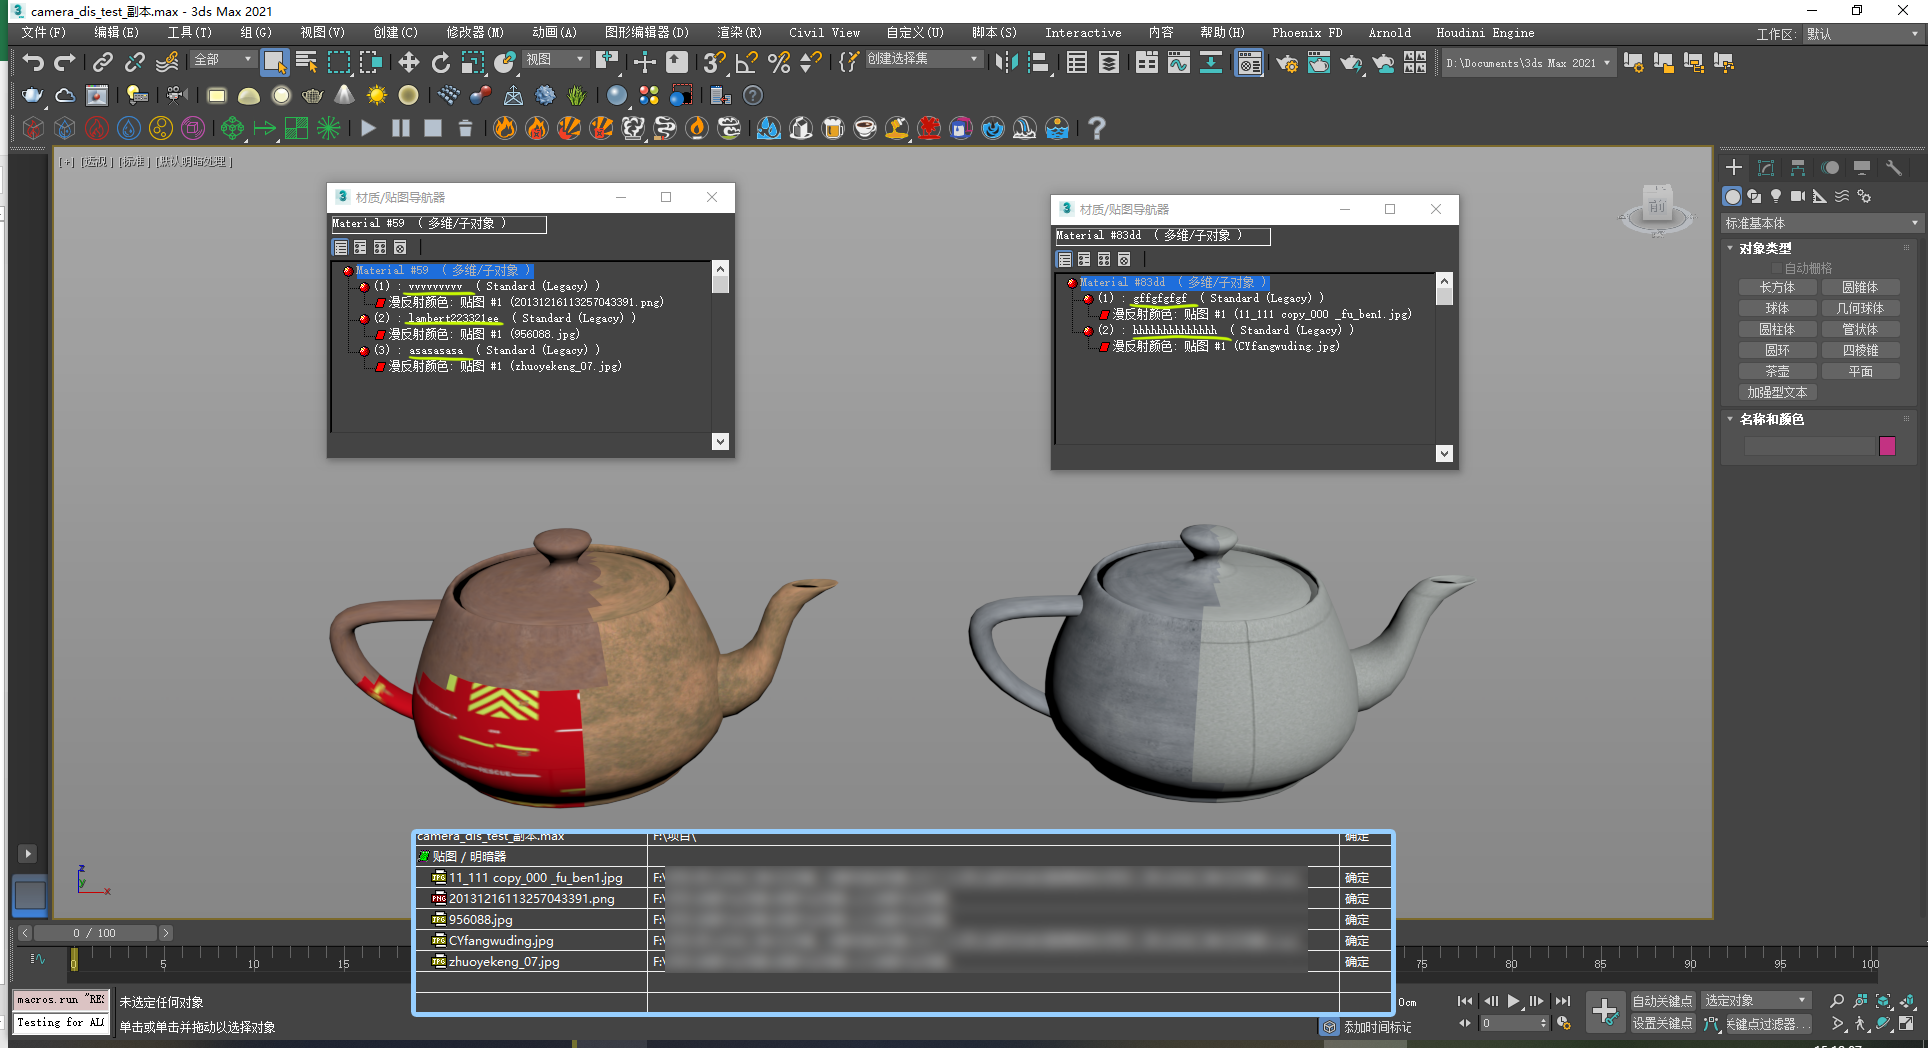 camera_dis_test_副本.max - 3ds Max 2021
文件(F) 编辑(E) 工具(T) 组(G) 视图(V) 创建(C) 修改器(M) 动画(A) 图形编辑器(D) 渲染(R) Civil View 自定义(U) 脚本(S) Interactive 内容 帮助(H) Phoenix FD Arnold Houdini Engine 工作区: 默认
全部 视图 创建选择集 D:\Documents\3ds Max 2021
[+] [透视] [标准] [默认明暗处理]
材质/贴图导航器
Material #59 ( 多维/子对象 )
Material #59 ( 多维/子对象 )
(1) : vvvvvvvvv ( Standard (Legacy) )
漫反射颜色: 贴图 #1 (20131216113257043391.png)
(2) : lambert223321ee ( Standard (Legacy) )
漫反射颜色: 贴图 #1 (956088.jpg)
(3) : asasasasa ( Standard (Legacy) )
漫反射颜色: 贴图 #1 (zhuoyekeng_07.jpg)
材质/贴图导航器
Material #83dd ( 多维/子对象 )
Material #83dd ( 多维/子对象 )
(1) : gffgfgfgf ( Standard (Legacy) )
漫反射颜色: 贴图 #1 (11_111 copy_000 _fu_ben1.jpg)
(2) : hhhhhhhhhhhhhh ( Standard (Legacy) )
漫反射颜色: 贴图 #1 (CYfangwuding.jpg)
前
标准基本体
对象类型
自动栅格
长方体 圆锥体
球体 几何球体
圆柱体 管状体
圆环 四棱锥
茶壶 平面
加强型文本
名称和颜色
camera_dis_test_副本.max F:\项目\ 确定
贴图 / 明暗器
11_111 copy_000 _fu_ben1.jpg F:\ 确定
20131216113257043391.png F:\ 确定
956088.jpg F:\ 确定
CYfangwuding.jpg F:\ 确定
zhuoyekeng_07.jpg F:\ 确定
z
y
x
0 / 100
0 5 10 15 75 80 85 90 95 100
macros.run "RES
Testing for ALL
未选定任何对象
单击或单击并拖动以选择对象
0cm
添加时间标记
0
自动关键点 选定对象
设置关键点 关键点过滤器...